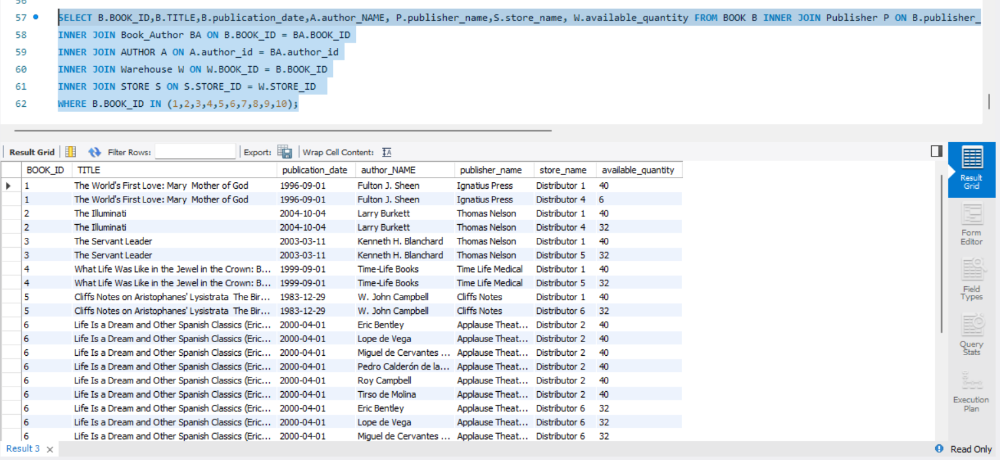 56
57 SELECT B.BOOK_ID,B.TITLE,B.publication_date,A.author_NAME, P.publisher_name,S.store_name, W.available_quantity FROM BOOK B INNER JOIN Publisher P ON B.publisher_
58 INNER JOIN Book_Author BA ON B.BOOK_ID = BA.BOOK_ID
59 INNER JOIN AUTHOR A ON A.author_id = BA.author_id
60 INNER JOIN Warehouse W ON W.BOOK_ID = B.BOOK_ID
61 INNER JOIN STORE S ON S.STORE_ID = W.STORE_ID
62 WHERE B.BOOK_ID IN (1,2,3,4,5,6,7,8,9,10);
Result Grid Filter Rows: Export: Wrap Cell Content:
BOOK_ID TITLE publication_date author_NAME publisher_name store_name available_quantity
1 The World's First Love: Mary Mother of God 1996-09-01 Fulton J. Sheen Ignatius Press Distributor 1 40
1 The World's First Love: Mary Mother of God 1996-09-01 Fulton J. Sheen Ignatius Press Distributor 4 6
2 The Illuminati 2004-10-04 Larry Burkett Thomas Nelson Distributor 1 40
2 The Illuminati 2004-10-04 Larry Burkett Thomas Nelson Distributor 4 32
3 The Servant Leader 2003-03-11 Kenneth H. Blanchard Thomas Nelson Distributor 1 40
3 The Servant Leader 2003-03-11 Kenneth H. Blanchard Thomas Nelson Distributor 5 32
4 What Life Was Like in the Jewel in the Crown: B... 1999-09-01 Time-Life Books Time Life Medical Distributor 1 40
4 What Life Was Like in the Jewel in the Crown: B... 1999-09-01 Time-Life Books Time Life Medical Distributor 5 32
5 Cliffs Notes on Aristophanes' Lysistrata The Bir... 1983-12-29 W. John Campbell Cliffs Notes Distributor 1 40
5 Cliffs Notes on Aristophanes' Lysistrata The Bir... 1983-12-29 W. John Campbell Cliffs Notes Distributor 6 32
6 Life Is a Dream and Other Spanish Classics (Eric... 2000-04-01 Eric Bentley Applause Theat... Distributor 2 40
6 Life Is a Dream and Other Spanish Classics (Eric... 2000-04-01 Lope de Vega Applause Theat... Distributor 2 40
6 Life Is a Dream and Other Spanish Classics (Eric... 2000-04-01 Miguel de Cervantes ... Applause Theat... Distributor 2 40
6 Life Is a Dream and Other Spanish Classics (Eric... 2000-04-01 Pedro Calderón de la... Applause Theat... Distributor 2 40
6 Life Is a Dream and Other Spanish Classics (Eric... 2000-04-01 Roy Campbell Applause Theat... Distributor 2 40
6 Life Is a Dream and Other Spanish Classics (Eric... 2000-04-01 Tirso de Molina Applause Theat... Distributor 2 40
6 Life Is a Dream and Other Spanish Classics (Eric... 2000-04-01 Eric Bentley Applause Theat... Distributor 6 32
6 Life Is a Dream and Other Spanish Classics (Eric... 2000-04-01 Lope de Vega Applause Theat... Distributor 6 32
6 Life Is a Dream and Other Spanish Classics (Eric... 2000-04-01 Miguel de Cervantes ... Applause Theat... Distributor 6 32
Result
Grid
Form
Editor
Field
Types
Query
Stats
Execution
Plan
Result 3
Read Only